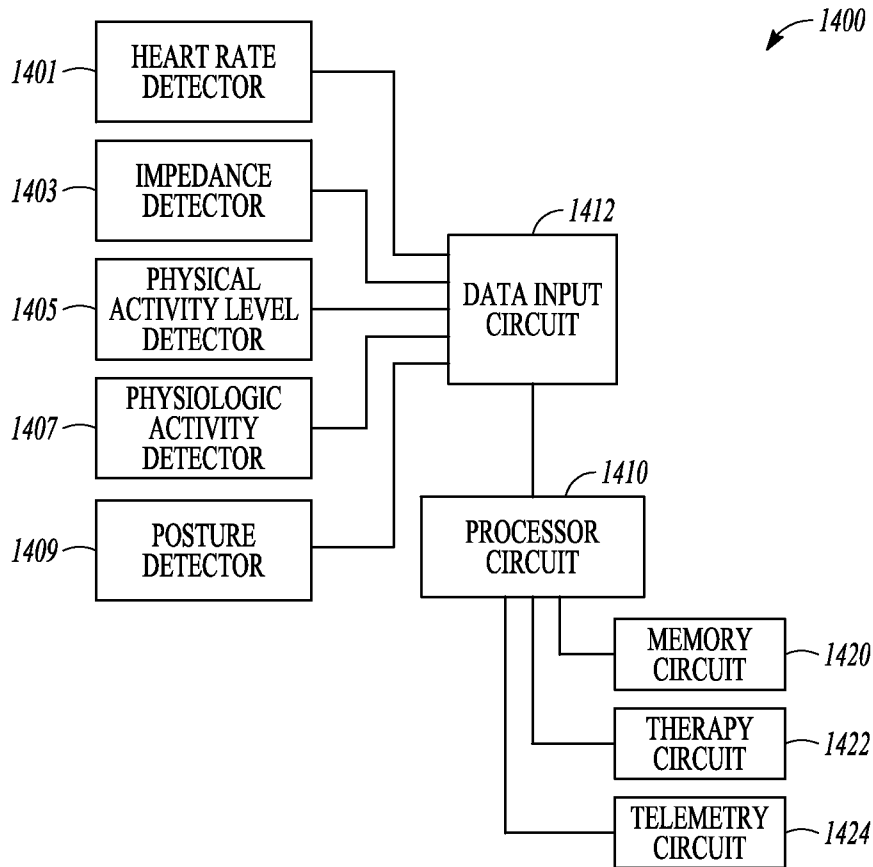 1400
1401
HEART RATE
DETECTOR
1403
IMPEDANCE
DETECTOR
1405
PHYSICAL
ACTIVITY LEVEL
DETECTOR
1407
PHYSIOLOGIC
ACTIVITY
DETECTOR
1409
POSTURE
DETECTOR
1412
DATA INPUT
CIRCUIT
1410
PROCESSOR
CIRCUIT
MEMORY
CIRCUIT
1420
THERAPY
CIRCUIT
1422
TELEMETRY
CIRCUIT
1424